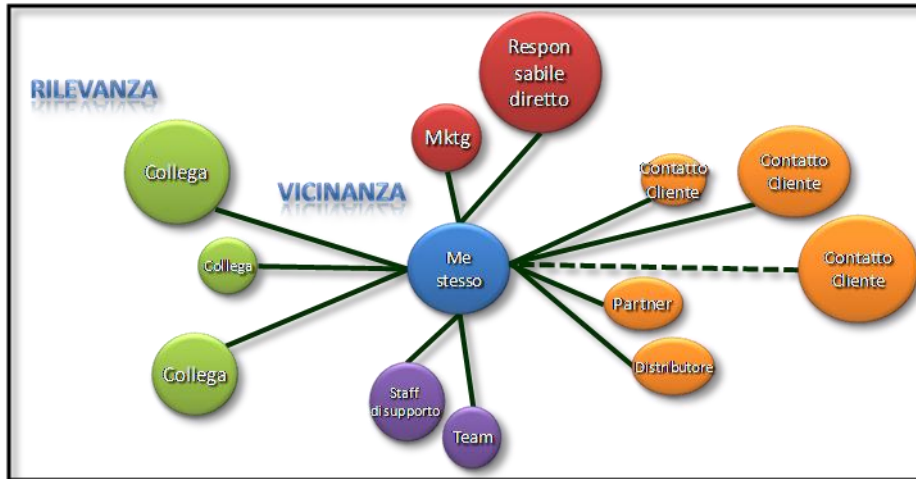 RILEVANZA
VICINANZA
Respon
sabile
diretto
Mktg
Collega
Collega
Collega
Me
stesso
Contatto
Cliente
Contatto
Cliente
Contatto
Cliente
Partner
Distributore
Staff
di supporto
Team